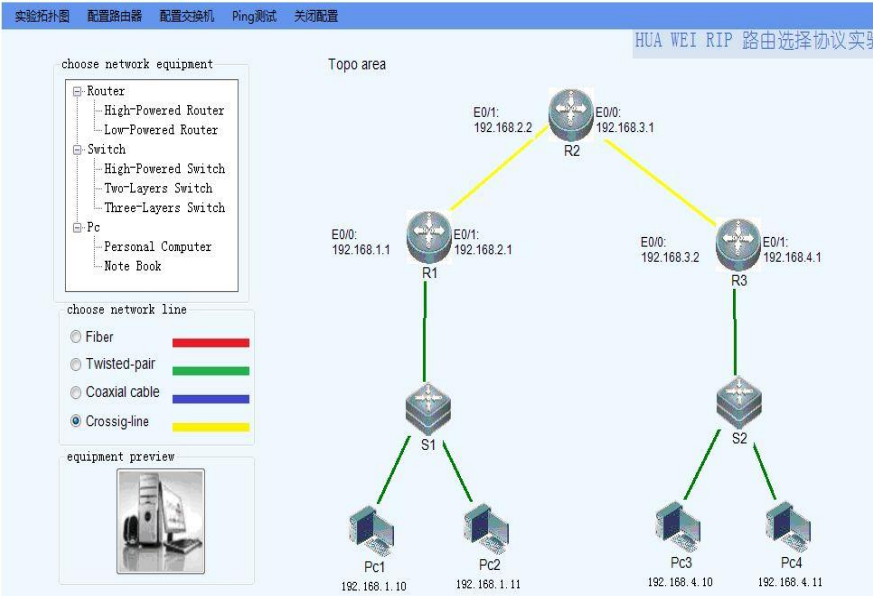 实验拓扑图 配置路由器 配置交换机 Ping测试 关闭配置
HUA WEI RIP 路由选择协议实验
choose network equipment
Router
High-Powered Router
Low-Powered Router
Switch
High-Powered Switch
Two-Layers Switch
Three-Layers Switch
Pc
Personal Computer
Note Book
choose network line
Fiber
Twisted-pair
Coaxial cable
Crossig-line
equipment preview
Topo area
E0/1:
192.168.2.2
E0/0:
192.168.3.1
R2
E0/0:
192.168.1.1
E0/1:
192.168.2.1
R1
E0/0:
192.168.3.2
E0/1:
192.168.4.1
R3
S1
S2
Pc1
192.168.1.10
Pc2
192.168.1.11
Pc3
192.168.4.10
Pc4
192.168.4.11